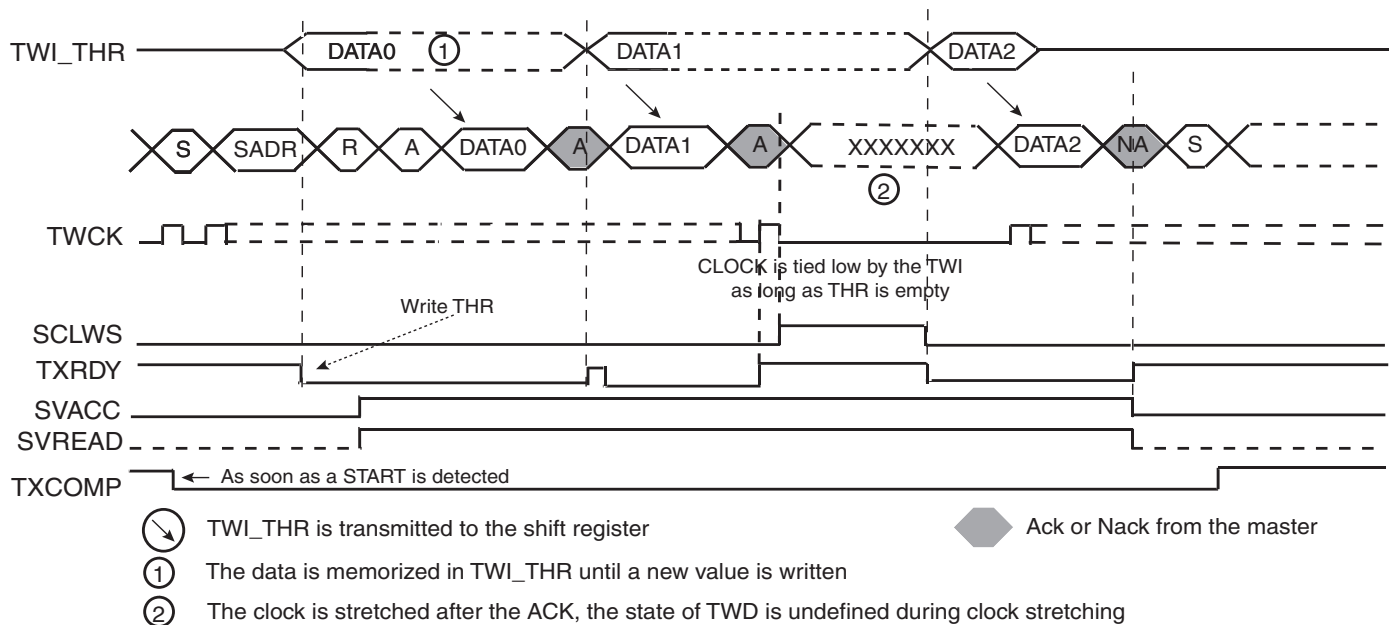 TWI_THR DATA0 1 DATA1 DATA2
S SADR R A DATA0 A DATA1 A XXXXXXX DATA2 NA S
2
TWCK
CLOCK is tied low by the TWI
as long as THR is empty
Write THR
SCLWS
TXRDY
SVACC
SVREAD
TXCOMP As soon as a START is detected
TWI_THR is transmitted to the shift register Ack or Nack from the master
1 The data is memorized in TWI_THR until a new value is written
2 The clock is stretched after the ACK, the state of TWD is undefined during clock stretching